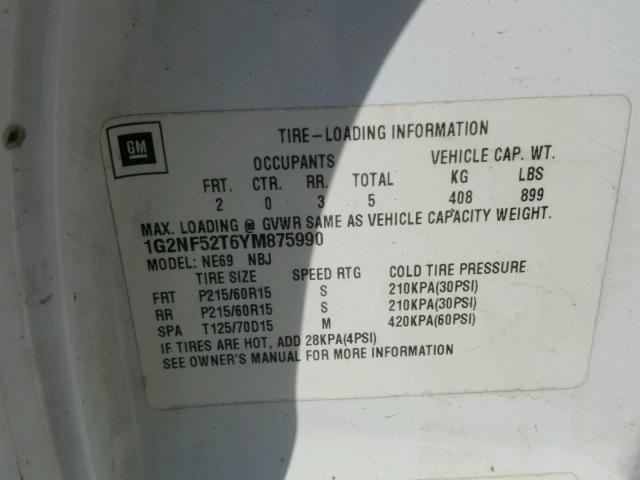 GM
TIRE-LOADING INFORMATION
OCCUPANTS VEHICLE CAP. WT.
FRT. CTR. RR. TOTAL KG LBS
2 0 3 5 408 899
MAX. LOADING @ GVWR SAME AS VEHICLE CAPACITY WEIGHT.
1G2NF52T6YM875990
MODEL: NE69 NBJ
TIRE SIZE SPEED RTG COLD TIRE PRESSURE
FRT P215/60R15 S 210KPA(30PSI)
RR P215/60R15 S 210KPA(30PSI)
SPA T125/70D15 M 420KPA(60PSI)
IF TIRES ARE HOT, ADD 28KPA(4PSI)
SEE OWNER'S MANUAL FOR MORE INFORMATION